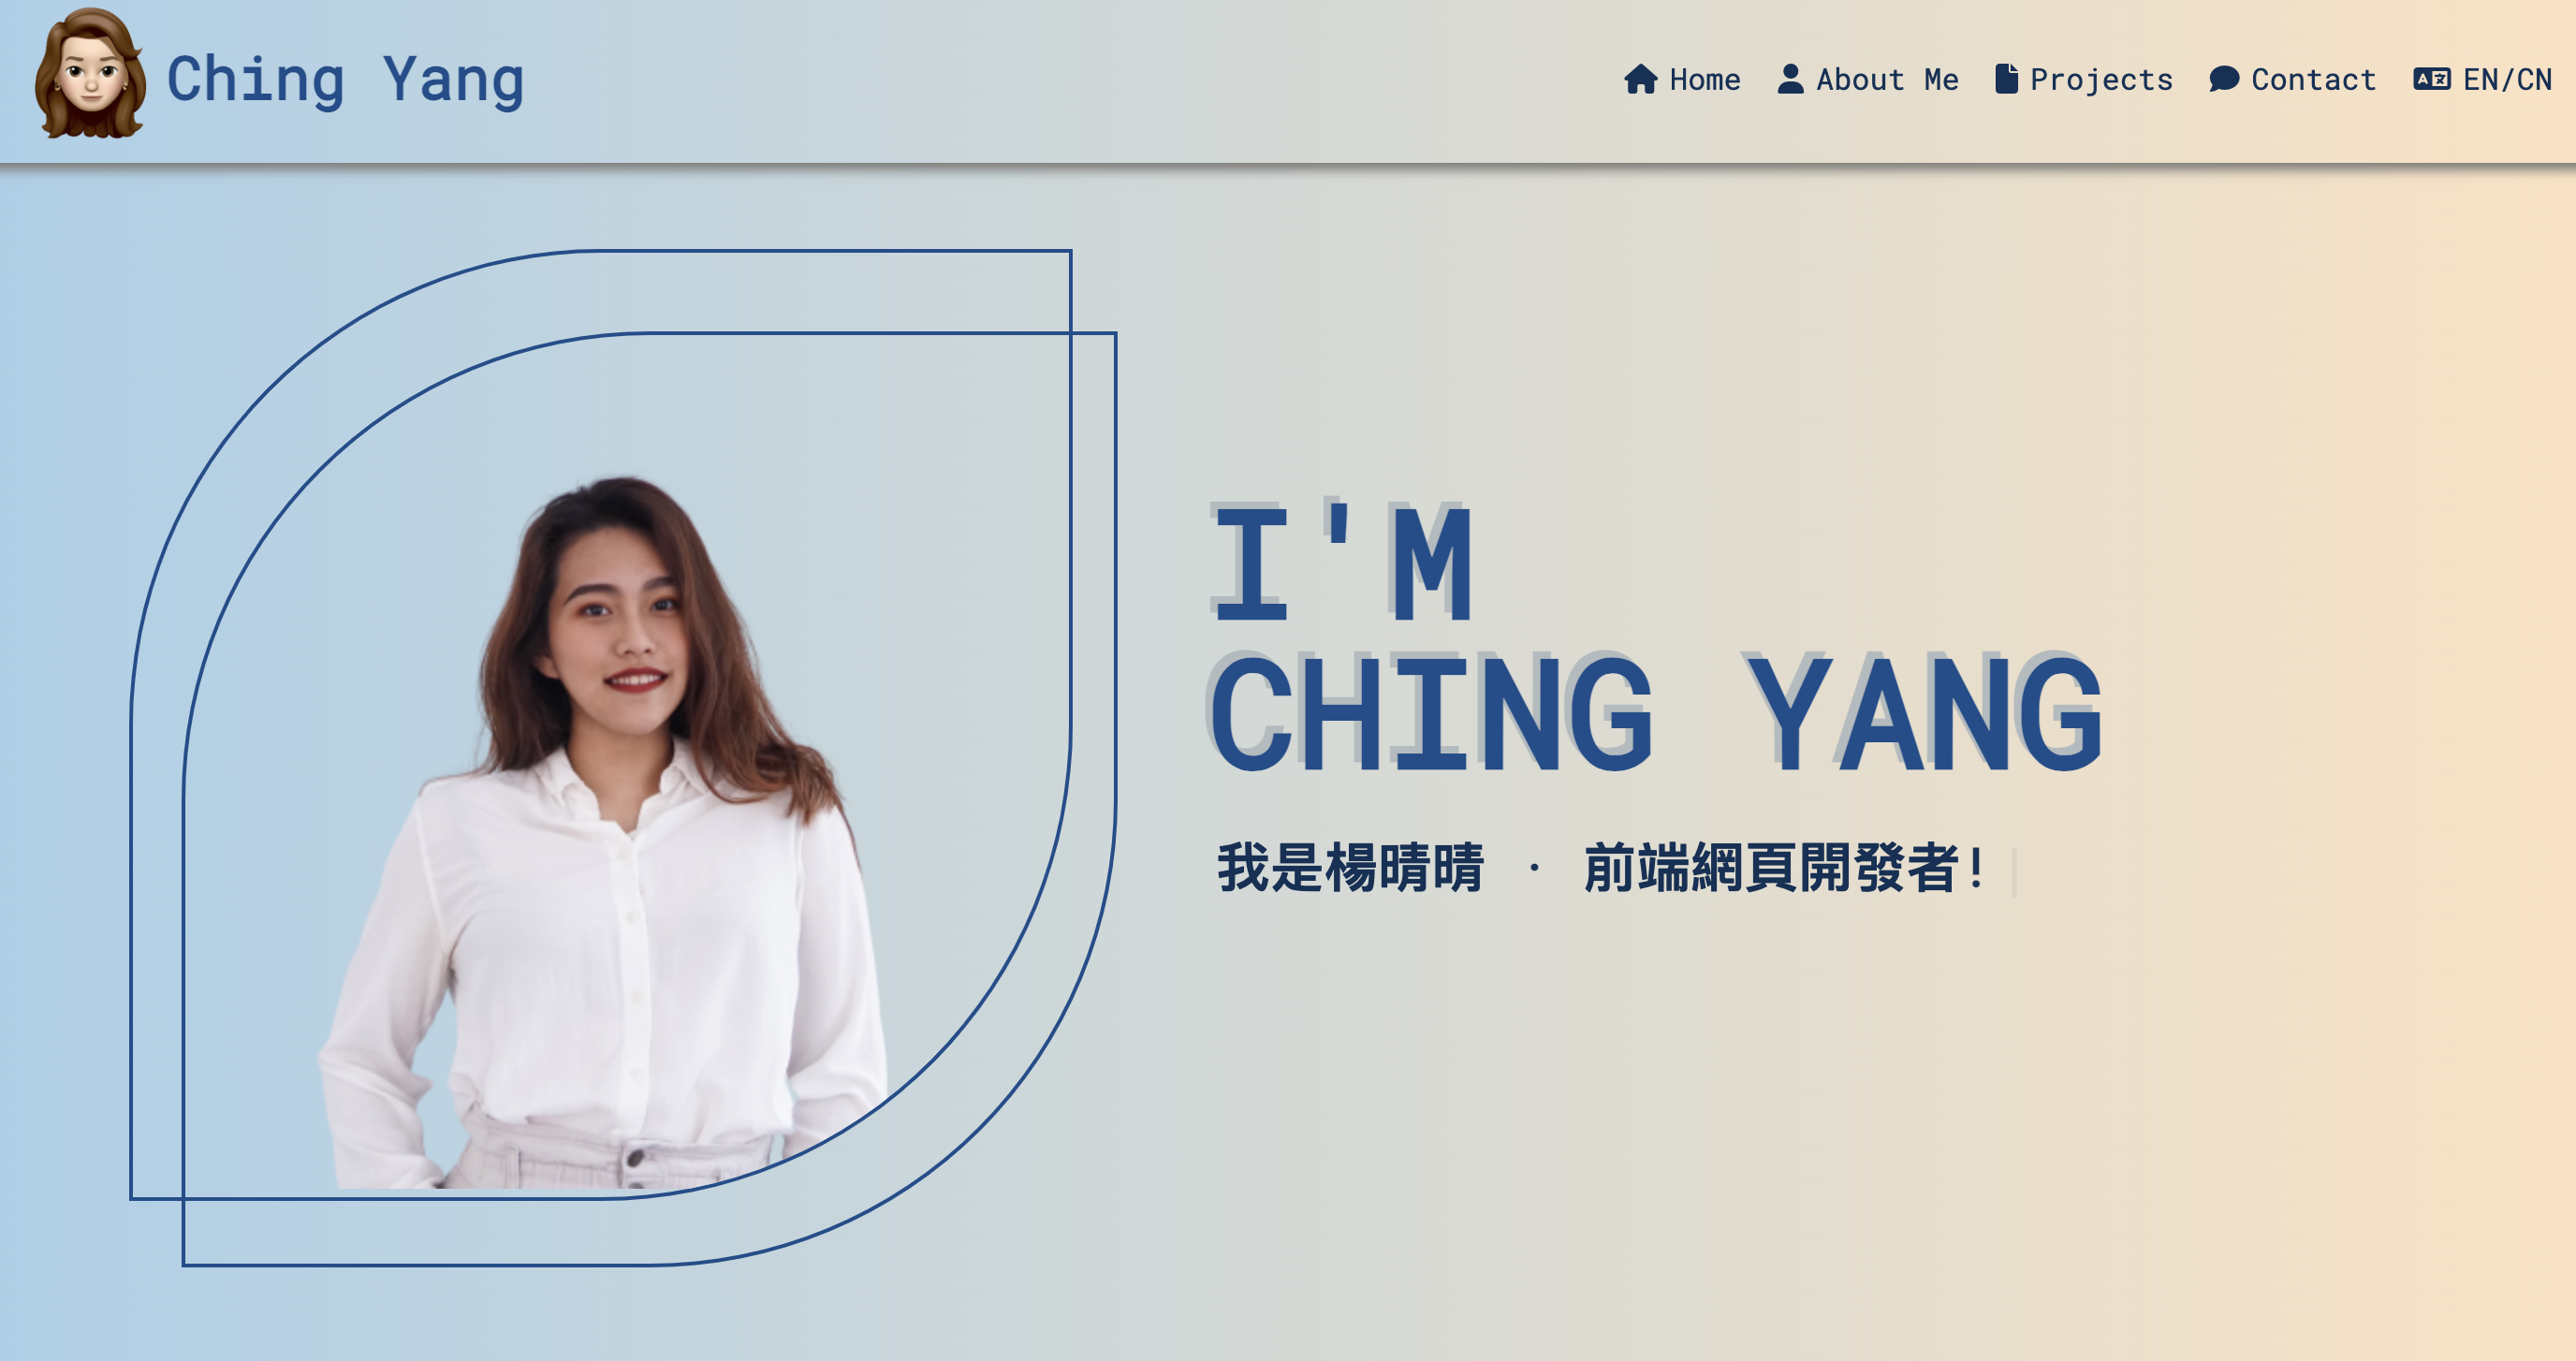 Ching Yang
Home About Me Projects Contact EN/CN
I'M
CHING YANG
我是楊晴晴 · 前端網頁開發者!